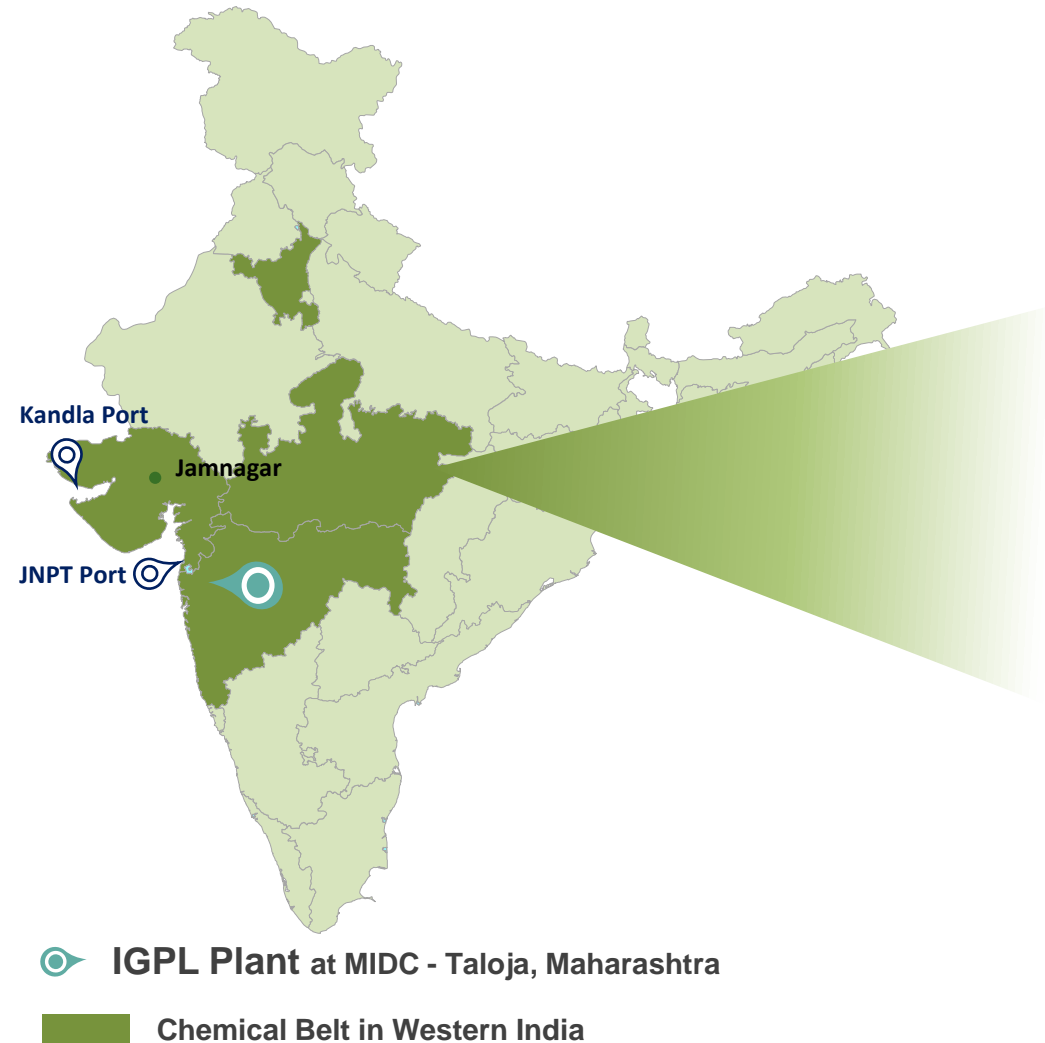 Kandla Port
Jamnagar
JNPT Port
IGPL Plant at MIDC - Taloja, Maharashtra
Chemical Belt in Western India